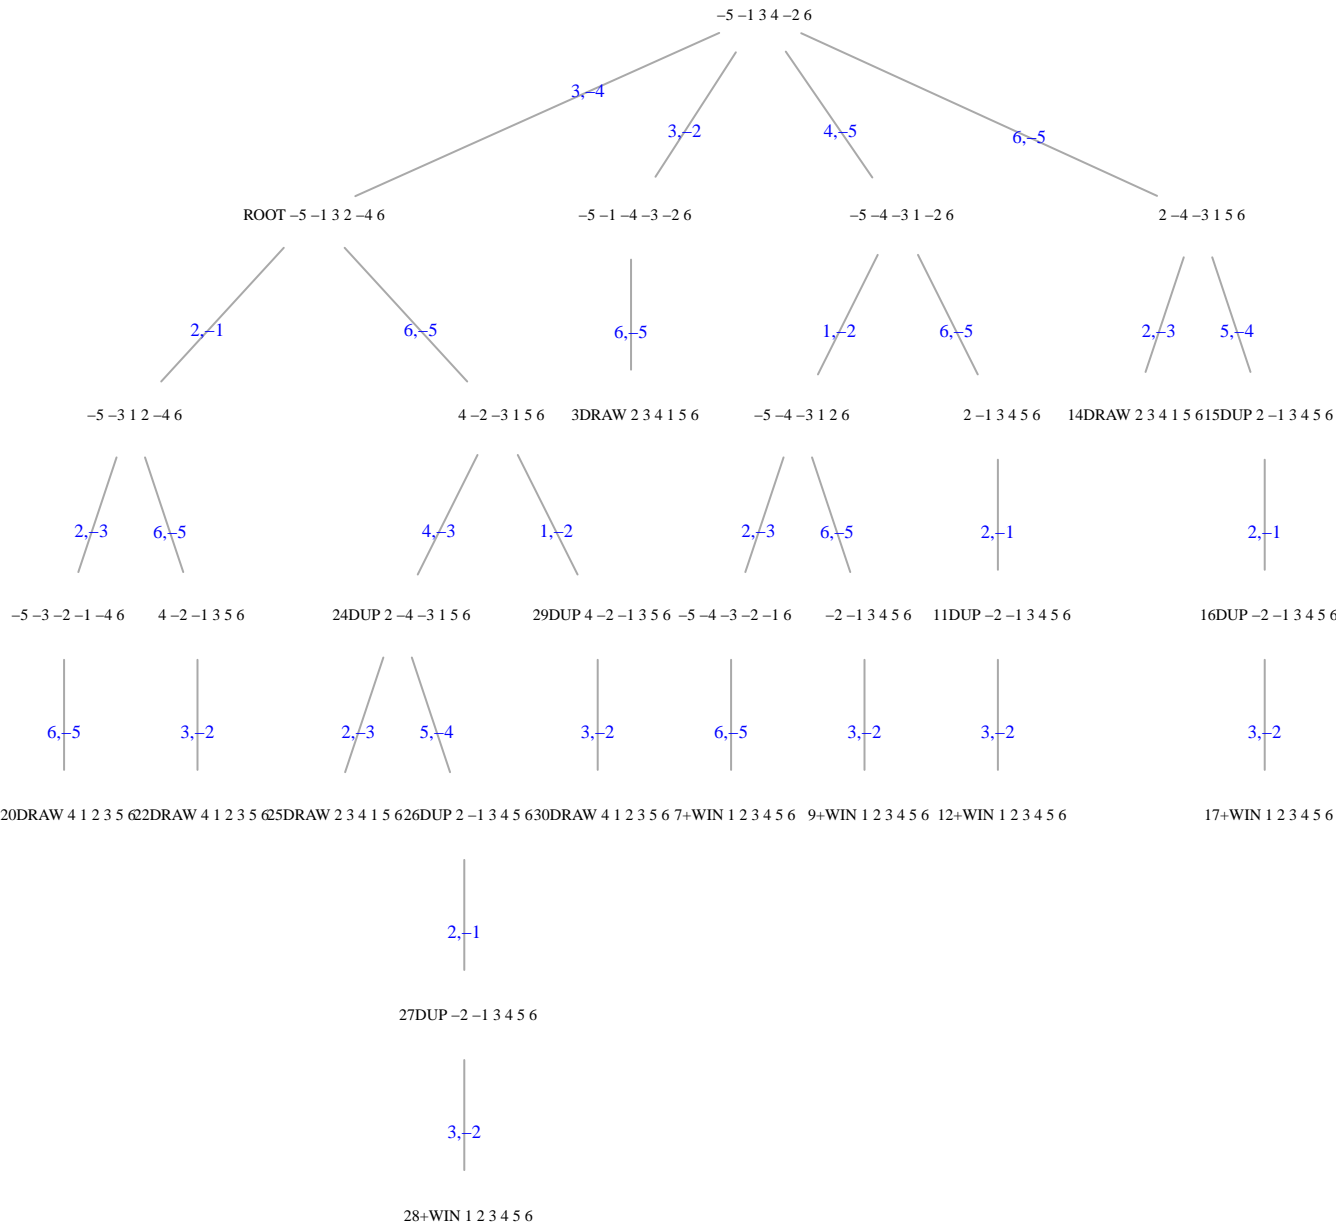 −5 −1 3 4 −2 6
3,−4
3,−2
4,−5
6,−5
ROOT −5 −1 3 2 −4 6
−5 −1 −4 −3 −2 6
−5 −4 −3 1 −2 6
2 −4 −3 1 5 6
2,−1
6,−5
6,−5
1,−2
6,−5
2,−3
5,−4
−5 −3 1 2 −4 6
4 −2 −3 1 5 6
3DRAW 2 3 4 1 5 6
−5 −4 −3 1 2 6
2 −1 3 4 5 6
14DRAW 2 3 4 1 5 6
15DUP 2 −1 3 4 5 6
2,−3
6,−5
4,−3
1,−2
2,−3
6,−5
2,−1
2,−1
−5 −3 −2 −1 −4 6
4 −2 −1 3 5 6
24DUP 2 −4 −3 1 5 6
29DUP 4 −2 −1 3 5 6
−5 −4 −3 −2 −1 6
−2 −1 3 4 5 6
11DUP −2 −1 3 4 5 6
16DUP −2 −1 3 4 5 6
6,−5
3,−2
2,−3
5,−4
3,−2
6,−5
3,−2
3,−2
3,−2
20DRAW 4 1 2 3 5 6
22DRAW 4 1 2 3 5 6
25DRAW 2 3 4 1 5 6
26DUP 2 −1 3 4 5 6
30DRAW 4 1 2 3 5 6
7+WIN 1 2 3 4 5 6
9+WIN 1 2 3 4 5 6
12+WIN 1 2 3 4 5 6
17+WIN 1 2 3 4 5 6
2,−1
27DUP −2 −1 3 4 5 6
3,−2
28+WIN 1 2 3 4 5 6